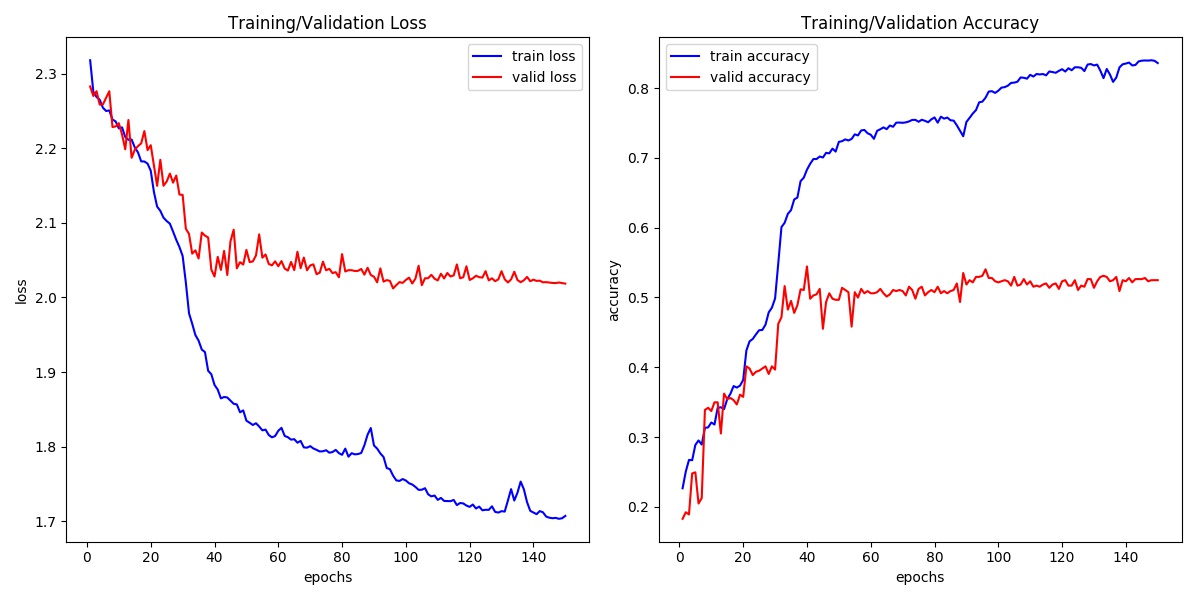 Training/Validation Loss
train loss
valid loss
2.3
2.2
2.1
2.0
1.9
1.8
1.7
loss
0 20 40 60 80 100 120 140
epochs
Training/Validation Accuracy
train accuracy
valid accuracy
0.8
0.7
0.6
0.5
0.4
0.3
0.2
accuracy
0 20 40 60 80 100 120 140
epochs